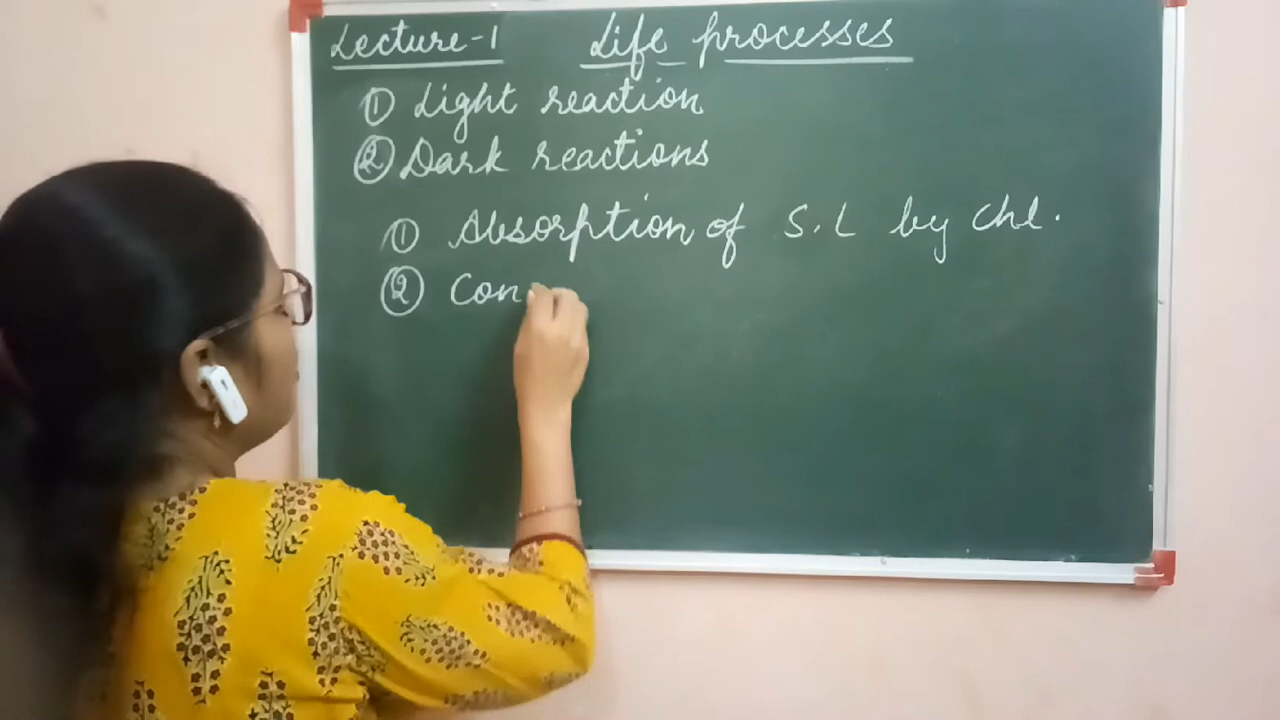 Lecture-1 Life processes
① Light reaction
② Dark reactions
① Absorption of S.L by Chl.
② Con